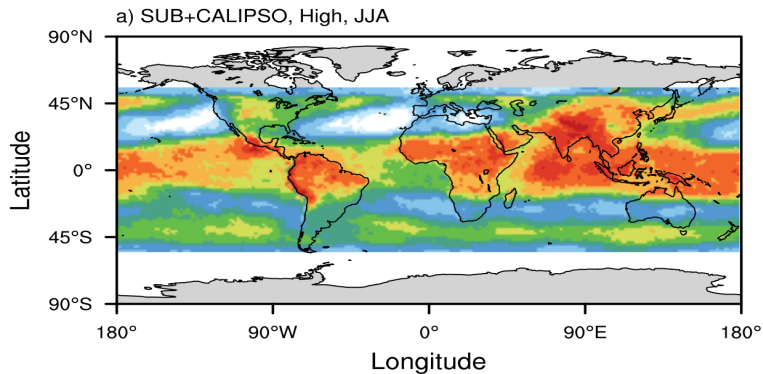 a) SUB+CALIPSO, High, JJA
90°N
45°N
0°
45°S
90°S
Latitude
180° 90°W 0° 90°E 180°
Longitude